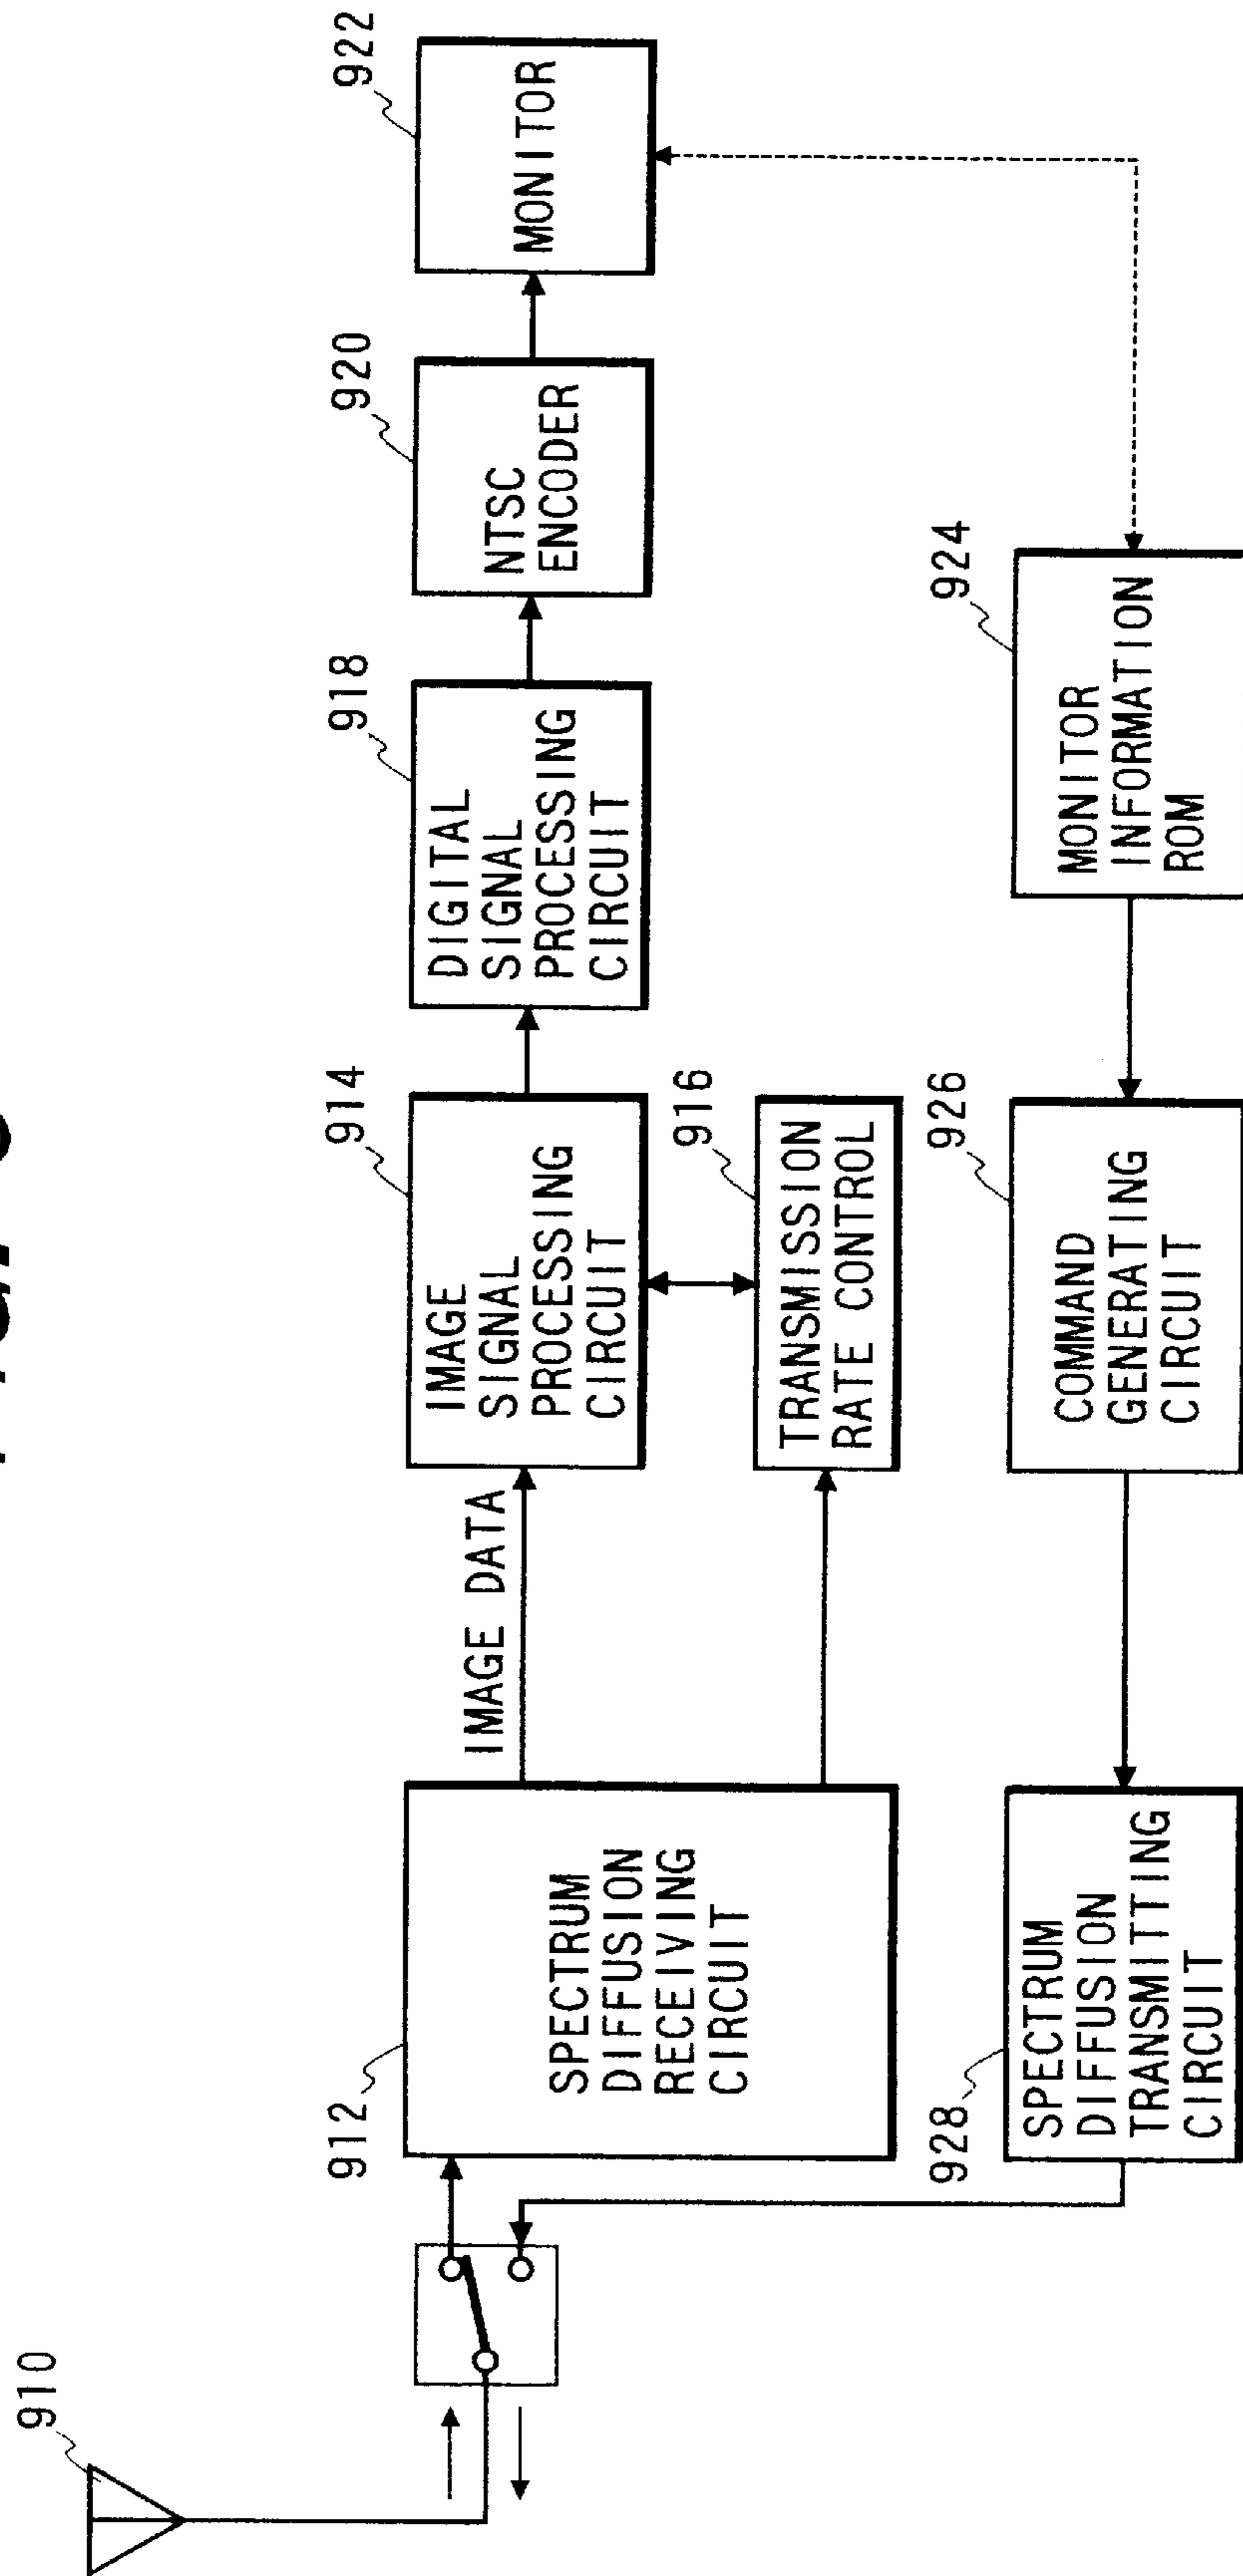 910
912
SPECTRUM
DIFFUSION
RECEIVING
CIRCUIT
IMAGE DATA
914
IMAGE
SIGNAL
PROCESSING
CIRCUIT
916
TRANSMISSION
RATE CONTROL
918
DIGITAL
SIGNAL
PROCESSING
CIRCUIT
920
NTSC
ENCODER
922
MONITOR
924
MONITOR
INFORMATION
ROM
926
COMMAND
GENERATING
CIRCUIT
928
SPECTRUM
DIFFUSION
TRANSMITTING
CIRCUIT